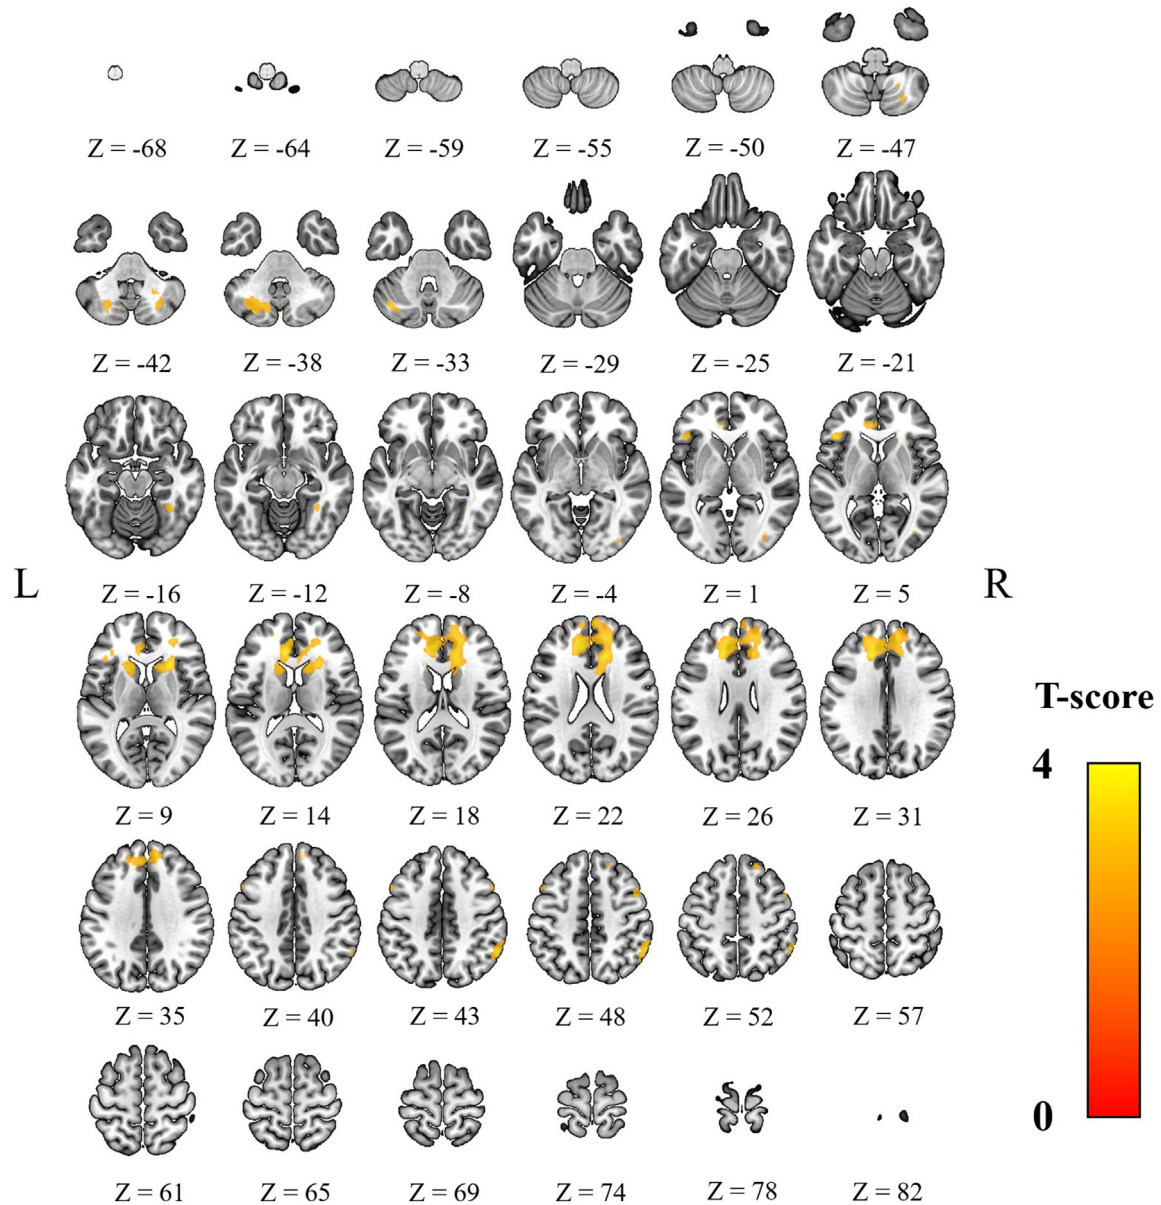 Z = -68 Z = -64 Z = -59 Z = -55 Z = -50 Z = -47
Z = -42 Z = -38 Z = -33 Z = -29 Z = -25 Z = -21
L R
Z = -16 Z = -12 Z = -8 Z = -4 Z = 1 Z = 5
T-score
4
Z = 9 Z = 14 Z = 18 Z = 22 Z = 26 Z = 31
Z = 35 Z = 40 Z = 43 Z = 48 Z = 52 Z = 57
0
Z = 61 Z = 65 Z = 69 Z = 74 Z = 78 Z = 82